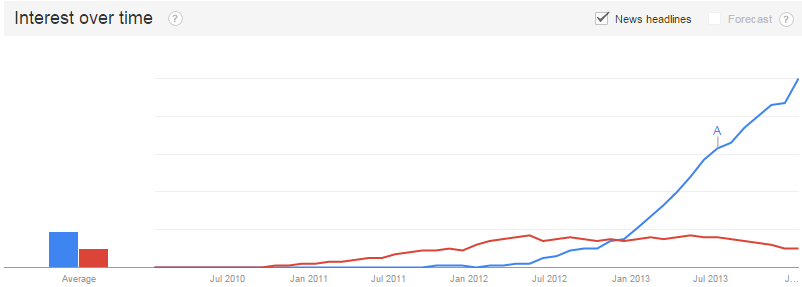 Interest over time ?
News headlines Forecast ?
A
Average Jul 2010 Jan 2011 Jul 2011 Jan 2012 Jul 2012 Jan 2013 Jul 2013 J…